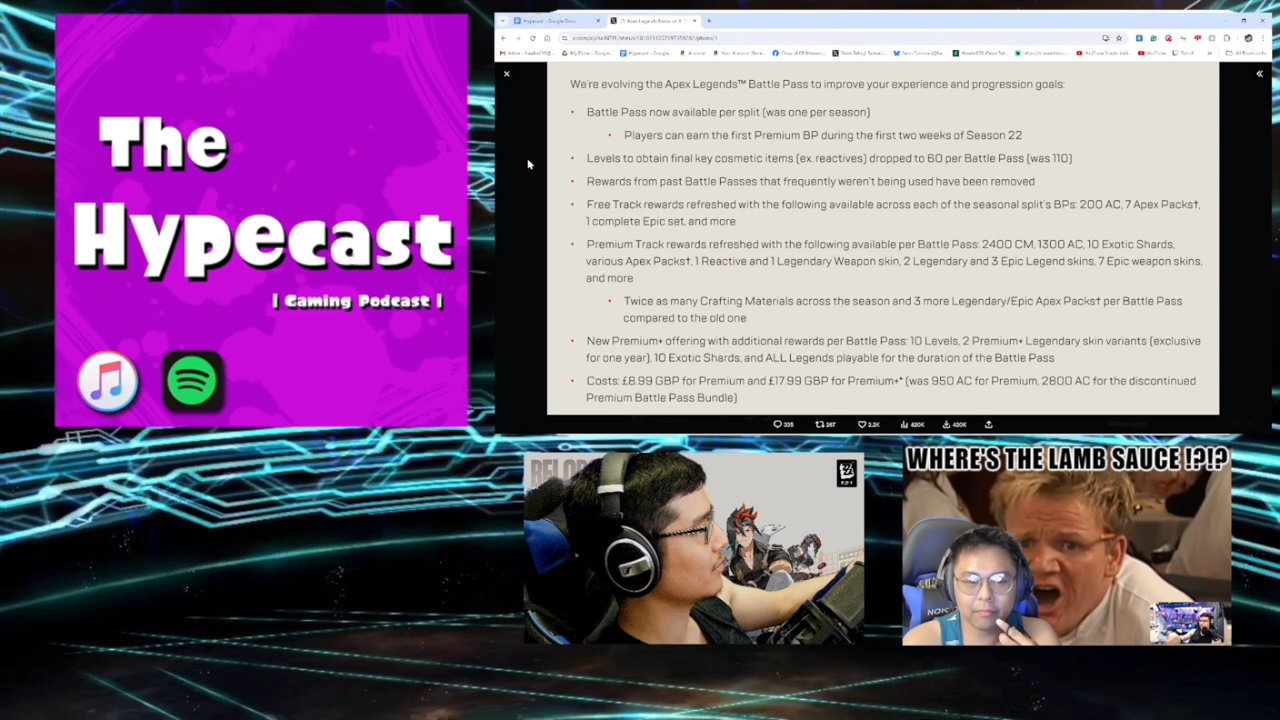 The
Hypecast
| Gaming Podcast |
Hypecast - Google Docs
We're evolving the Apex Legends™ Battle Pass to improve your experience and progression goals:
• Battle Pass now available per split (was one per season)
• Players can earn the first Premium BP during the first two weeks of Season 22
• Levels to obtain final key cosmetic items (ex. reactives) dropped to 60 per Battle Pass (was 110)
• Rewards from past Battle Passes that frequently weren't being used have been removed
• Free Track rewards refreshed with the following available across each of the seasonal split's BPs: 200 AC, 7 Apex Packs†,
1 complete Epic set, and more
• Premium Track rewards refreshed with the following available per Battle Pass: 2400 CM, 1300 AC, 10 Exotic Shards,
various Apex Packs†, 1 Reactive and 1 Legendary Weapon skin, 2 Legendary and 3 Epic Legend skins, 7 Epic weapon skins,
and more
• Twice as many Crafting Materials across the season and 3 more Legendary/Epic Apex Packs† per Battle Pass
compared to the old one
• New Premium+ offering with additional rewards per Battle Pass: 10 Levels, 2 Premium+ Legendary skin variants (exclusive
for one year), 10 Exotic Shards, and ALL Legends playable for the duration of the Battle Pass
• Costs: £8.99 GBP for Premium and £17.99 GBP for Premium+* (was 950 AC for Premium, 2800 AC for the discontinued
Premium Battle Pass Bundle)
335 267 2.2K 420K 420K
WHERE'S THE LAMB SAUCE !?!?